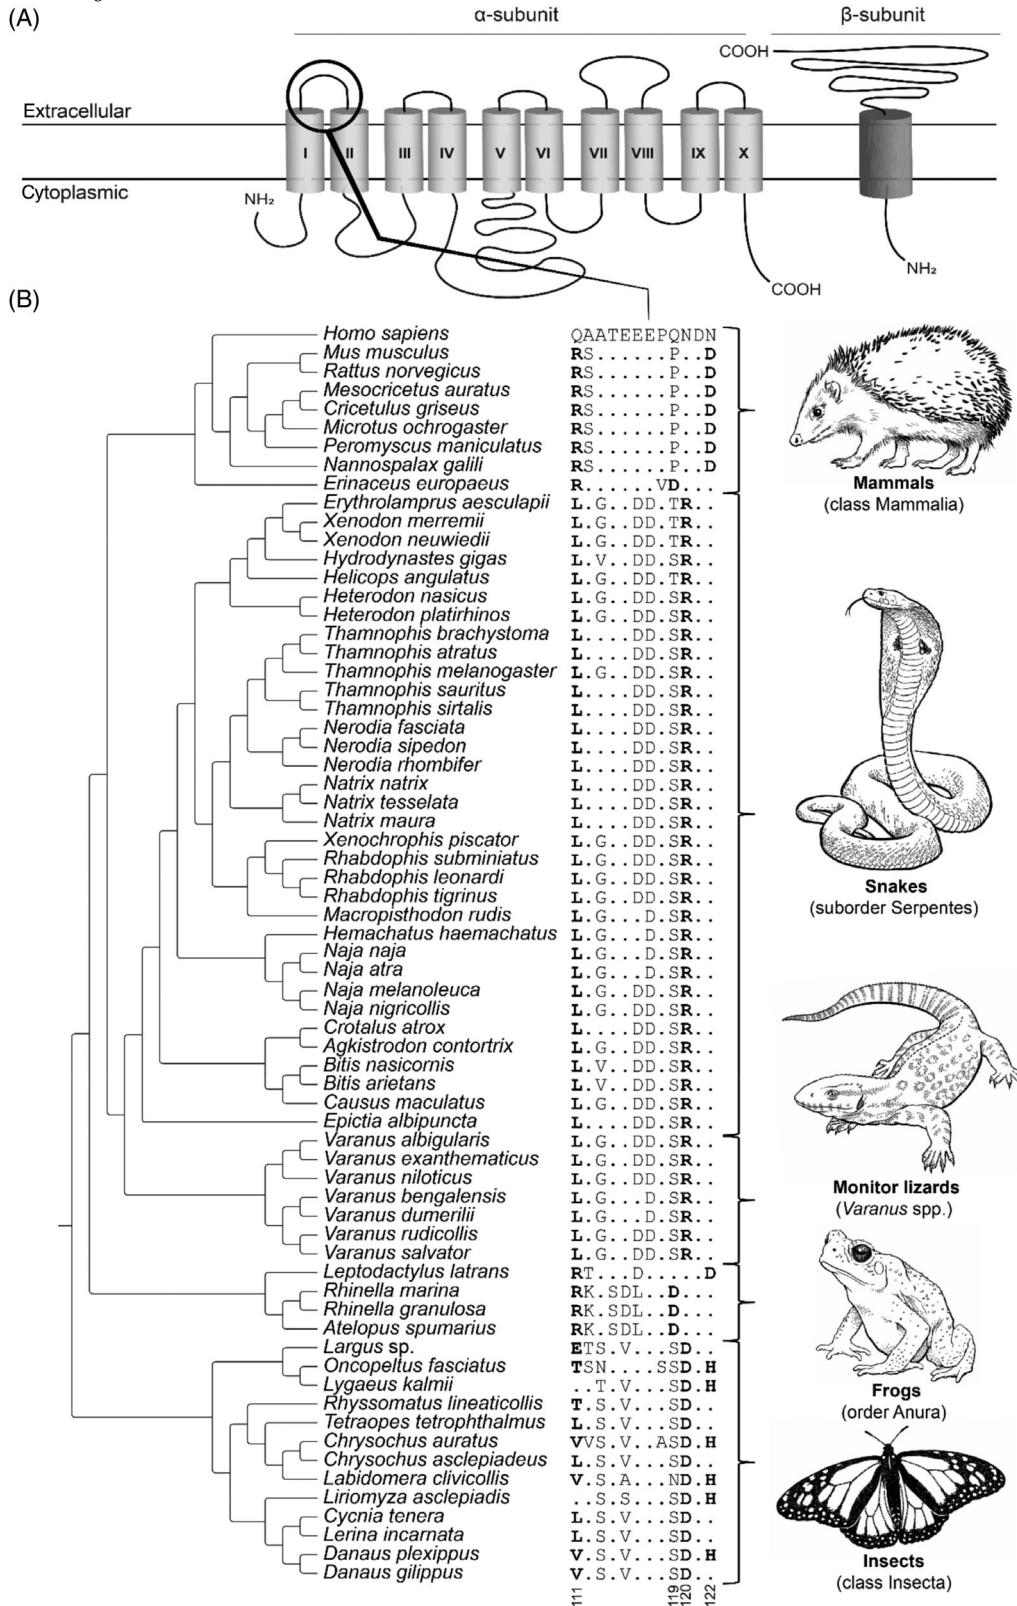 (A)
α-subunit
β-subunit
COOH
Extracellular
I II III IV V VI VII VIII IX X
Cytoplasmic
NH₂
NH₂
COOH
(B)
Homo sapiens QAATEEEPQNDN
Mus musculus RS......P..D
Rattus norvegicus RS......P..D
Mesocricetus auratus RS......P..D
Cricetulus griseus RS......P..D
Microtus ochrogaster RS......P..D
Peromyscus maniculatus RS......P..D
Nannospalax galili RS......P..D
Erinaceus europaeus R......VD...
Mammals
(class Mammalia)
Erythrolamprus aesculapii L.G..DD.TR..
Xenodon merremii L.G..DD.TR..
Xenodon neuwiedii L.G..DD.TR..
Hydrodynastes gigas L.V..DD.SR..
Helicops angulatus L.G..DD.TR..
Heterodon nasicus L.G..DD.SR..
Heterodon platirhinos L.G..DD.SR..
Thamnophis brachystoma L....DD.SR..
Thamnophis atratus L....DD.SR..
Thamnophis melanogaster L.G..DD.SR..
Thamnophis sauritus L....DD.SR..
Thamnophis sirtalis L....DD.SR..
Nerodia fasciata L....DD.SR..
Nerodia sipedon L....DD.SR..
Nerodia rhombifer L....DD.SR..
Natrix natrix L....DD.SR..
Natrix tesselata L....DD.SR..
Natrix maura L....DD.SR..
Xenochrophis piscator L.G..DD.SR..
Rhabdophis subminiatus L.G..DD.SR..
Rhabdophis leonardi L.G..DD.SR..
Rhabdophis tigrinus L.G..DD.SR..
Macropisthodon rudis L.G...D.SR..
Hemachatus haemachatus L.G...D.SR..
Naja naja L.G...D.SR..
Naja atra L.G...D.SR..
Naja melanoleuca L.G..DD.SR..
Naja nigricollis L.G..DD.SR..
Crotalus atrox L....DD.SR..
Agkistrodon contortrix L.G..DD.SR..
Bitis nasicornis L.V..DD.SR..
Bitis arietans L.V..DD.SR..
Causus maculatus L.G..DD.SR..
Epictia albipuncta L....DD.SR..
Snakes
(suborder Serpentes)
Varanus albigularis L.G..DD.SR..
Varanus exanthematicus L.G..DD.SR..
Varanus niloticus L.G..DD.SR..
Varanus bengalensis L.G...D.SR..
Varanus dumerilii L.G...D.SR..
Varanus rudicollis L.G..DD.SR..
Varanus salvator L.G..DD.SR..
Monitor lizards
(Varanus spp.)
Leptodactylus latrans RT...D.....D
Rhinella marina RK.SDL..D...
Rhinella granulosa RK.SDL..D...
Atelopus spumarius RK.SDL..D...
Frogs
(order Anura)
Largus sp. ETS.V...SD..
Oncopeltus fasciatus TSN....SSD.H
Lygaeus kalmii ..T.V...SD.H
Rhyssomatus lineaticollis T.S.V...SD..
Tetraopes tetrophthalmus L.S.V...SD..
Chrysochus auratus VVS.V..ASD.H
Chrysochus asclepiadeus L.S.V...SD..
Labidomera clivicollis V.S.A...ND.H
Liriomyza asclepiadis ..S.S...SD.H
Cycnia tenera L.S.V...SD..
Lerina incarnata L.S.V...SD..
Danaus plexippus V.S.V...SD.H
Danaus gilippus V.S.V...SD..
Insects
(class Insecta)
111 119 120 122